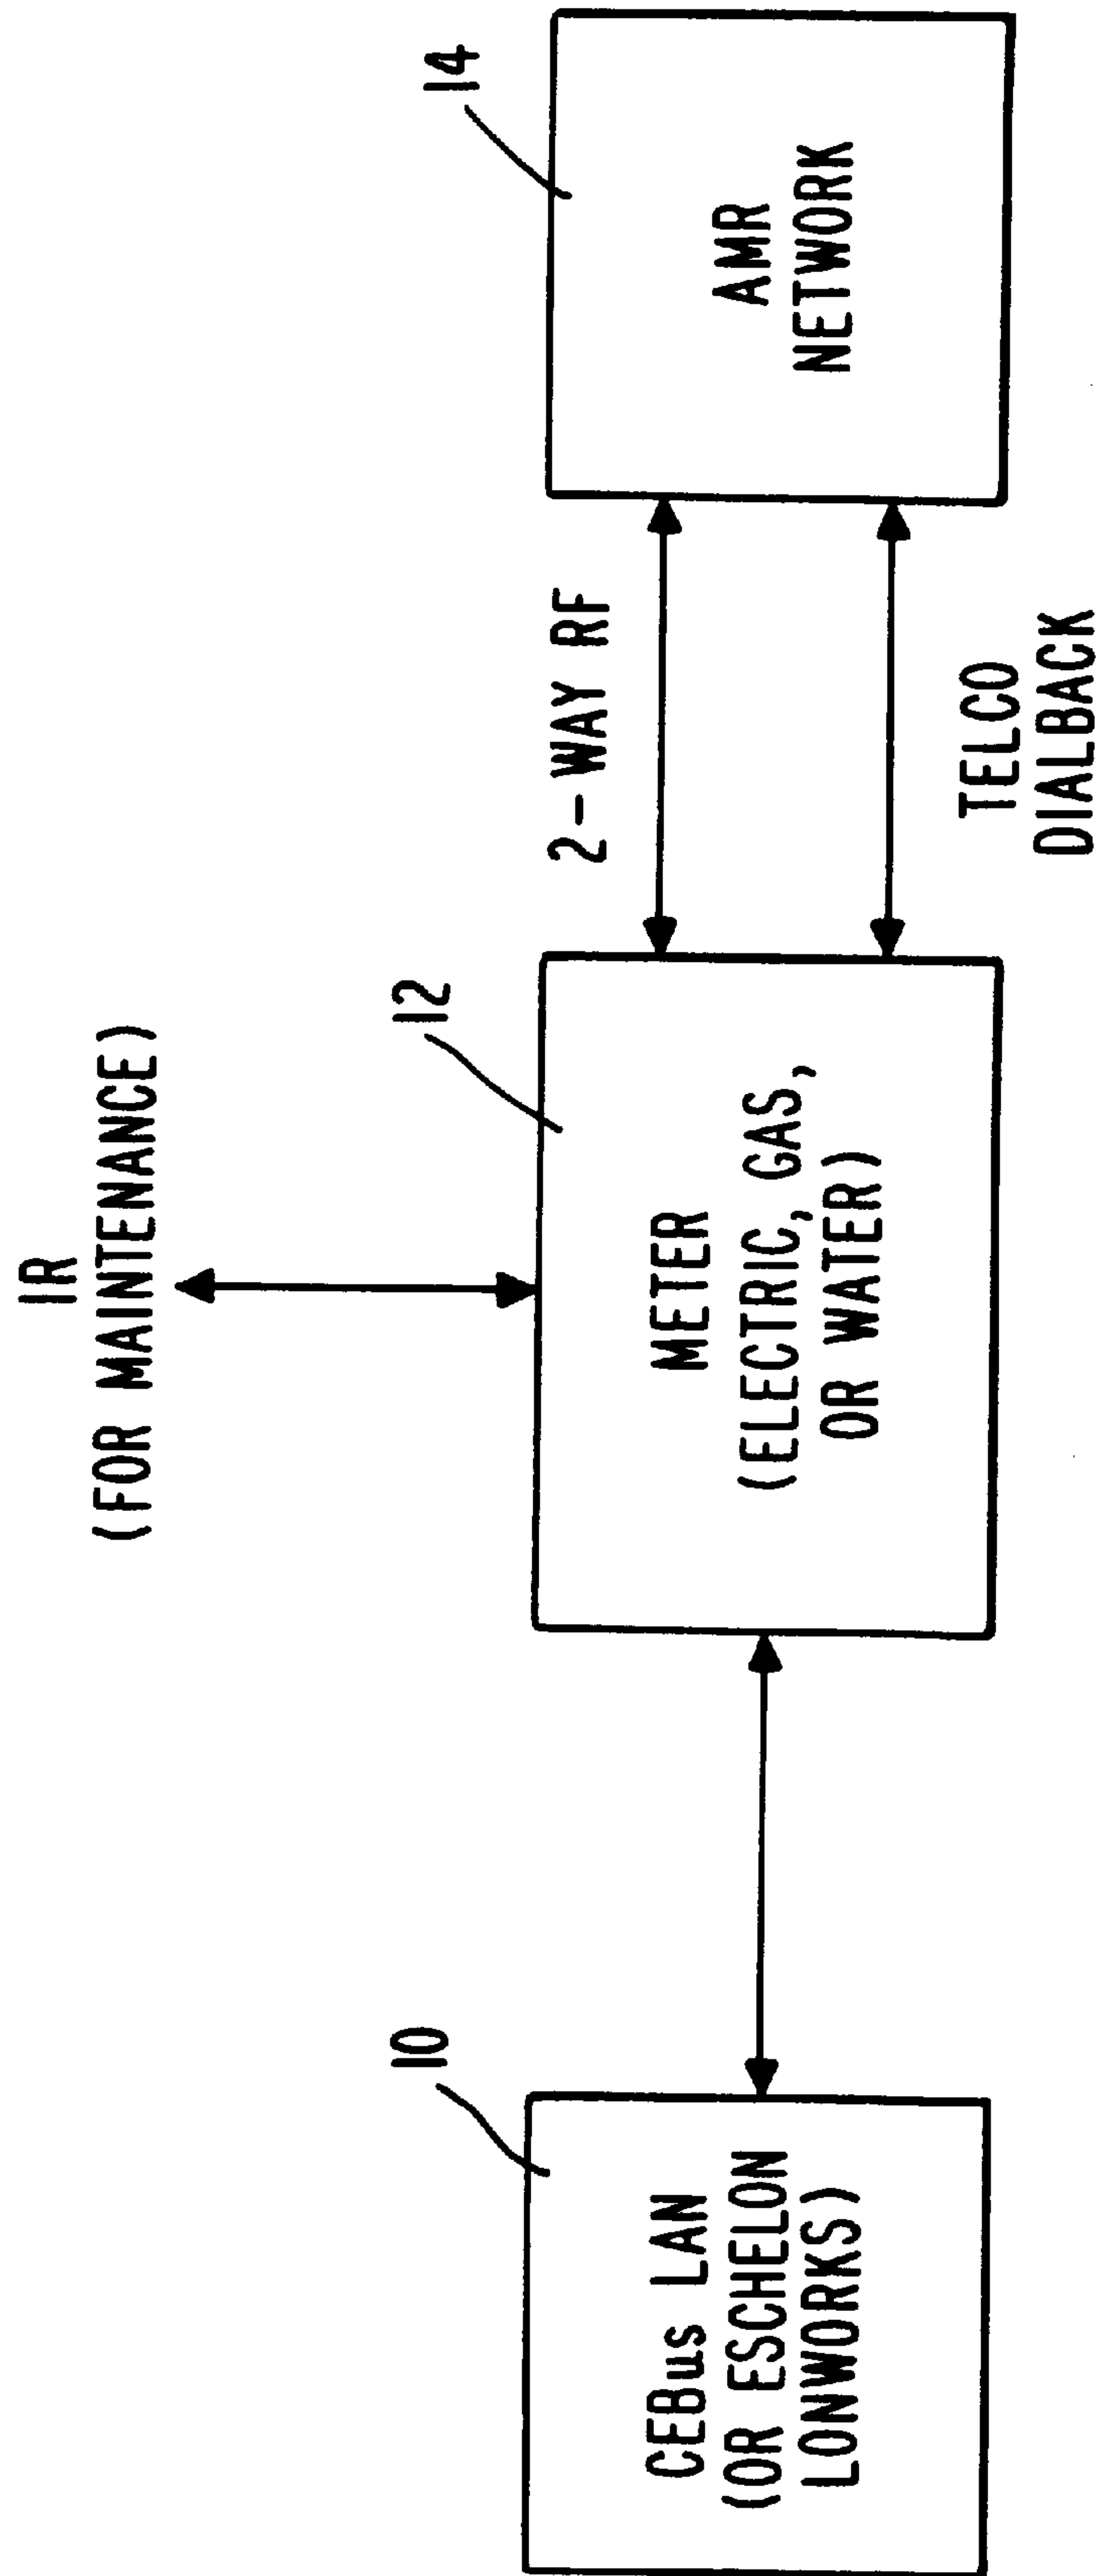 IR
(FOR MAINTENANCE)
10
CEBus LAN
(OR ESCHELON
LONWORKS)
12
METER
(ELECTRIC, GAS,
OR WATER)
2-WAY RF
TELCO
DIALBACK
14
AMR
NETWORK